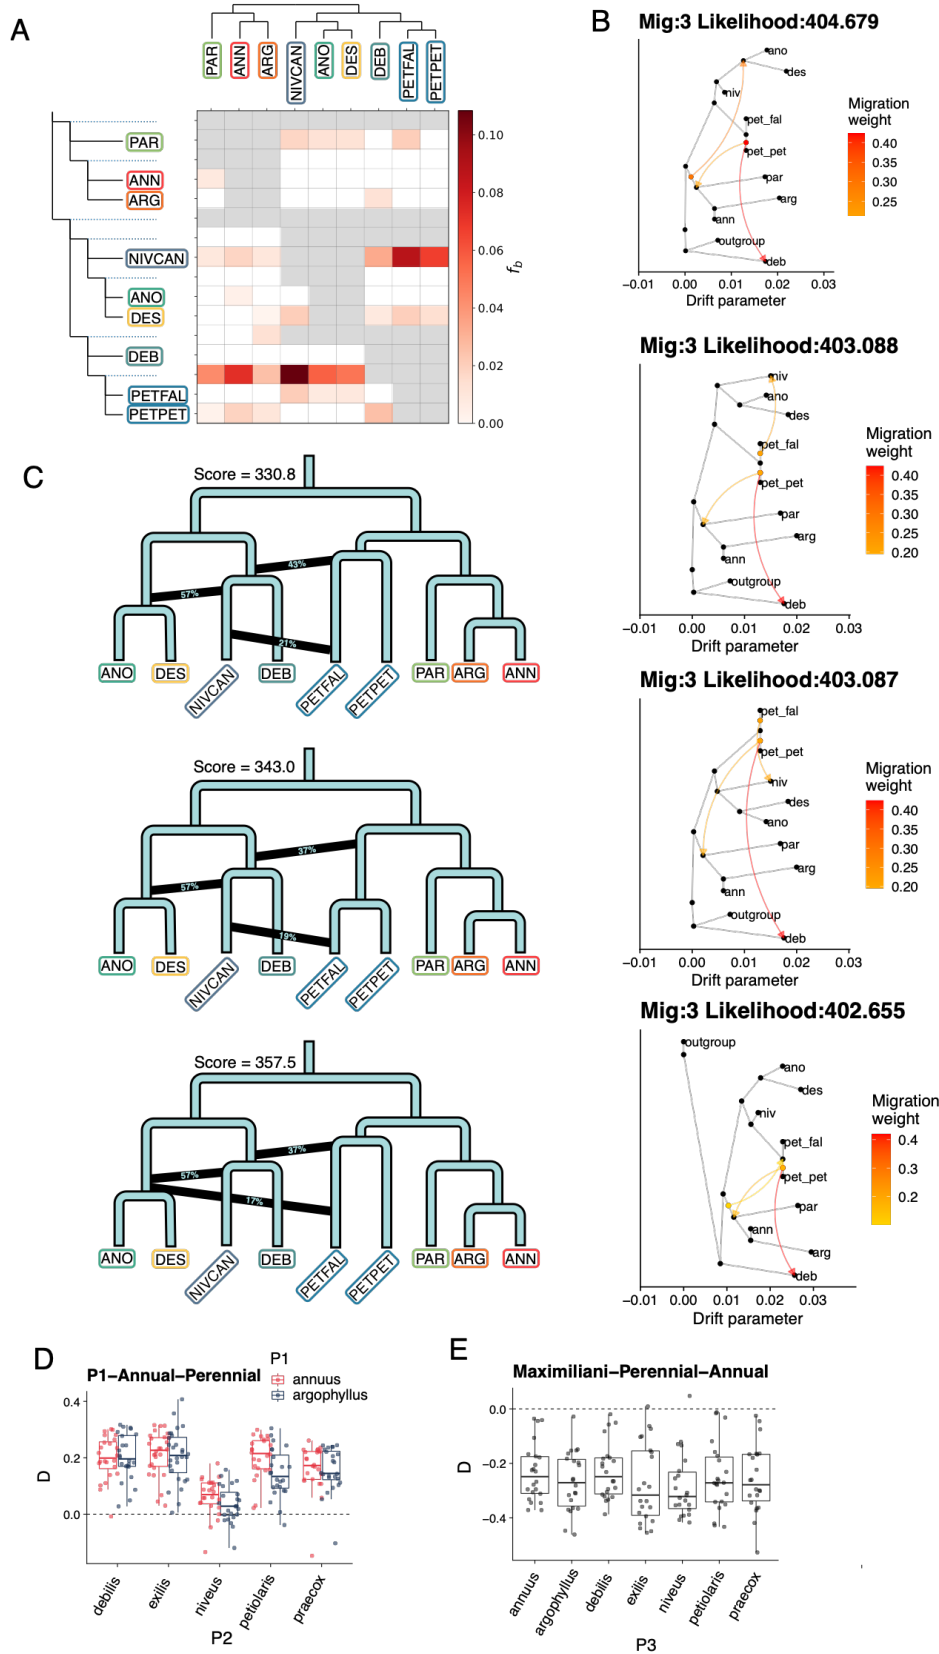 A
PAR
ANN
ARG
NIVCAN
ANO
DES
DEB
PETFAL
PETPET
PAR
ANN
ARG
NIVCAN
ANO
DES
DEB
PETFAL
PETPET
0.10
0.08
0.06
0.04
0.02
0.00
fb
B
Mig:3 Likelihood:404.679
ano
des
niv
pet_fal
pet_pet
par
arg
ann
outgroup
deb
−0.01 0.00 0.01 0.02 0.03
Drift parameter
Migration
weight
0.40
0.35
0.30
0.25
Mig:3 Likelihood:403.088
niv
ano
des
pet_fal
pet_pet
par
arg
ann
outgroup
deb
−0.01 0.00 0.01 0.02 0.03
Drift parameter
Migration
weight
0.40
0.35
0.30
0.25
0.20
Mig:3 Likelihood:403.087
pet_fal
pet_pet
niv
des
ano
par
arg
ann
outgroup
deb
−0.01 0.00 0.01 0.02 0.03
Drift parameter
Migration
weight
0.40
0.35
0.30
0.25
0.20
Mig:3 Likelihood:402.655
outgroup
ano
des
niv
pet_fal
pet_pet
par
ann
arg
deb
−0.01 0.00 0.01 0.02 0.03
Drift parameter
Migration
weight
0.4
0.3
0.2
C
Score = 330.8
43%
57%
21%
ANO DES NIVCAN DEB PETFAL PETPET PAR ARG ANN
Score = 343.0
37%
57%
19%
ANO DES NIVCAN DEB PETFAL PETPET PAR ARG ANN
Score = 357.5
37%
57%
17%
ANO DES NIVCAN DEB PETFAL PETPET PAR ARG ANN
D
P1−Annual−Perennial
P1
annuus
argophyllus
0.4
0.2
0.0
D
debilis
exilis
niveus
petiolaris
praecox
P2
E
Maximiliani−Perennial−Annual
0.0
−0.2
−0.4
D
annuus
argophyllus
debilis
exilis
niveus
petiolaris
praecox
P3